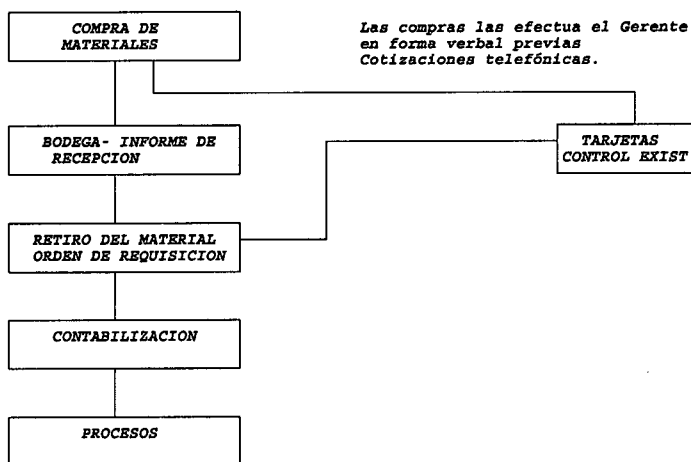 COMPRA DE
MATERIALES
Las compras las efectua el Gerente
en forma verbal previas
Cotizaciones telefónicas.
BODEGA- INFORME DE
RECEPCION
TARJETAS
CONTROL EXIST
RETIRO DEL MATERIAL
ORDEN DE REQUISICION
CONTABILIZACION
PROCESOS